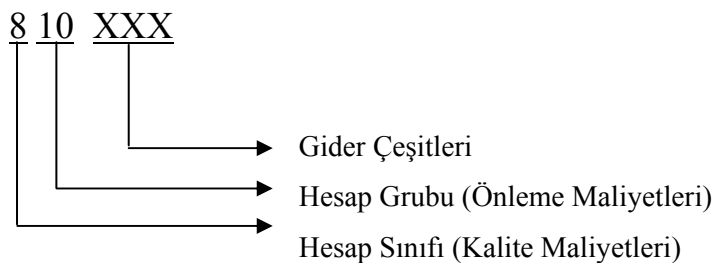 8 10 XXX
Gider Çeşitleri
Hesap Grubu (Önleme Maliyetleri)
Hesap Sınıfı (Kalite Maliyetleri)